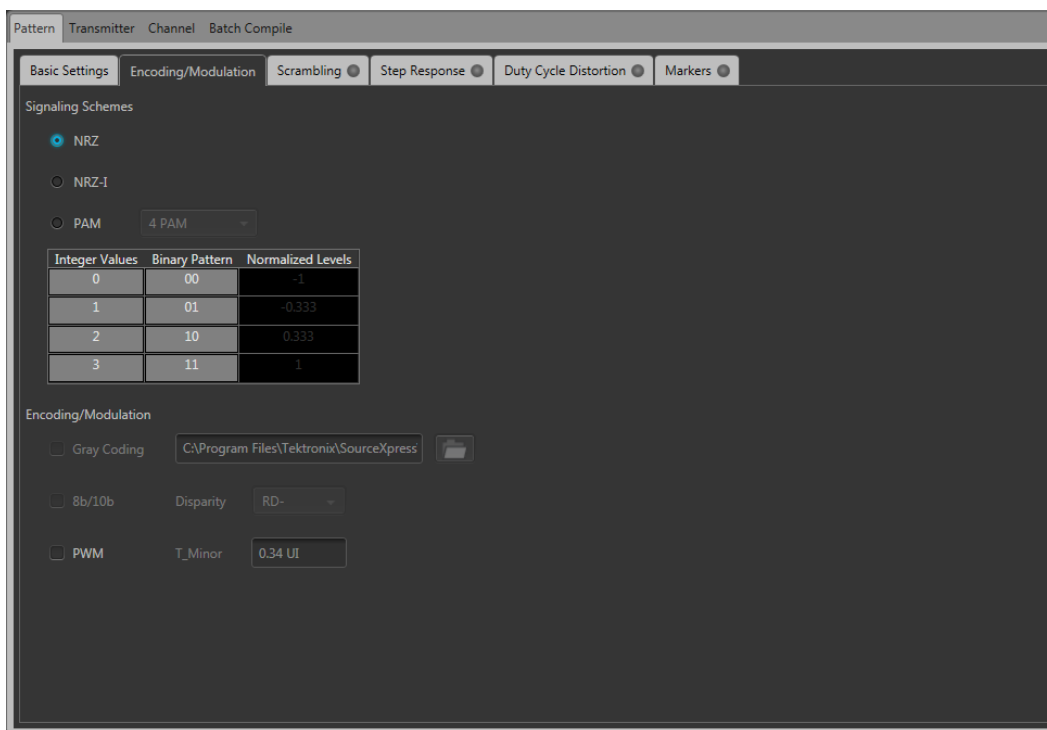 Pattern Transmitter Channel Batch Compile
Basic Settings Encoding/Modulation Scrambling Step Response Duty Cycle Distortion Markers
Signaling Schemes
NRZ
NRZ-I
PAM 4 PAM
Integer Values Binary Pattern Normalized Levels
0 00 -1
1 01 -0.333
2 10 0.333
3 11 1
Encoding/Modulation
Gray Coding C:\Program Files\Tektronix\SourceXpress
8b/10b Disparity RD-
PWM T_Minor 0.34 UI